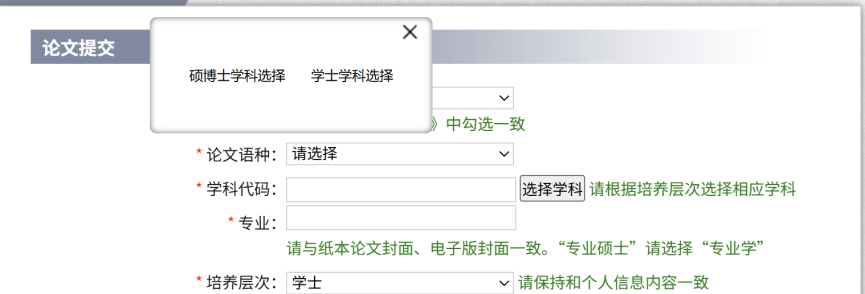 论文提交
硕博士学科选择 学士学科选择
》中勾选一致
* 论文语种： 请选择
* 学科代码： 选择学科 请根据培养层次选择相应学科
* 专业：
请与纸本论文封面、电子版封面一致。“专业硕士”请选择“专业学”
* 培养层次： 学士 请保持和个人信息内容一致